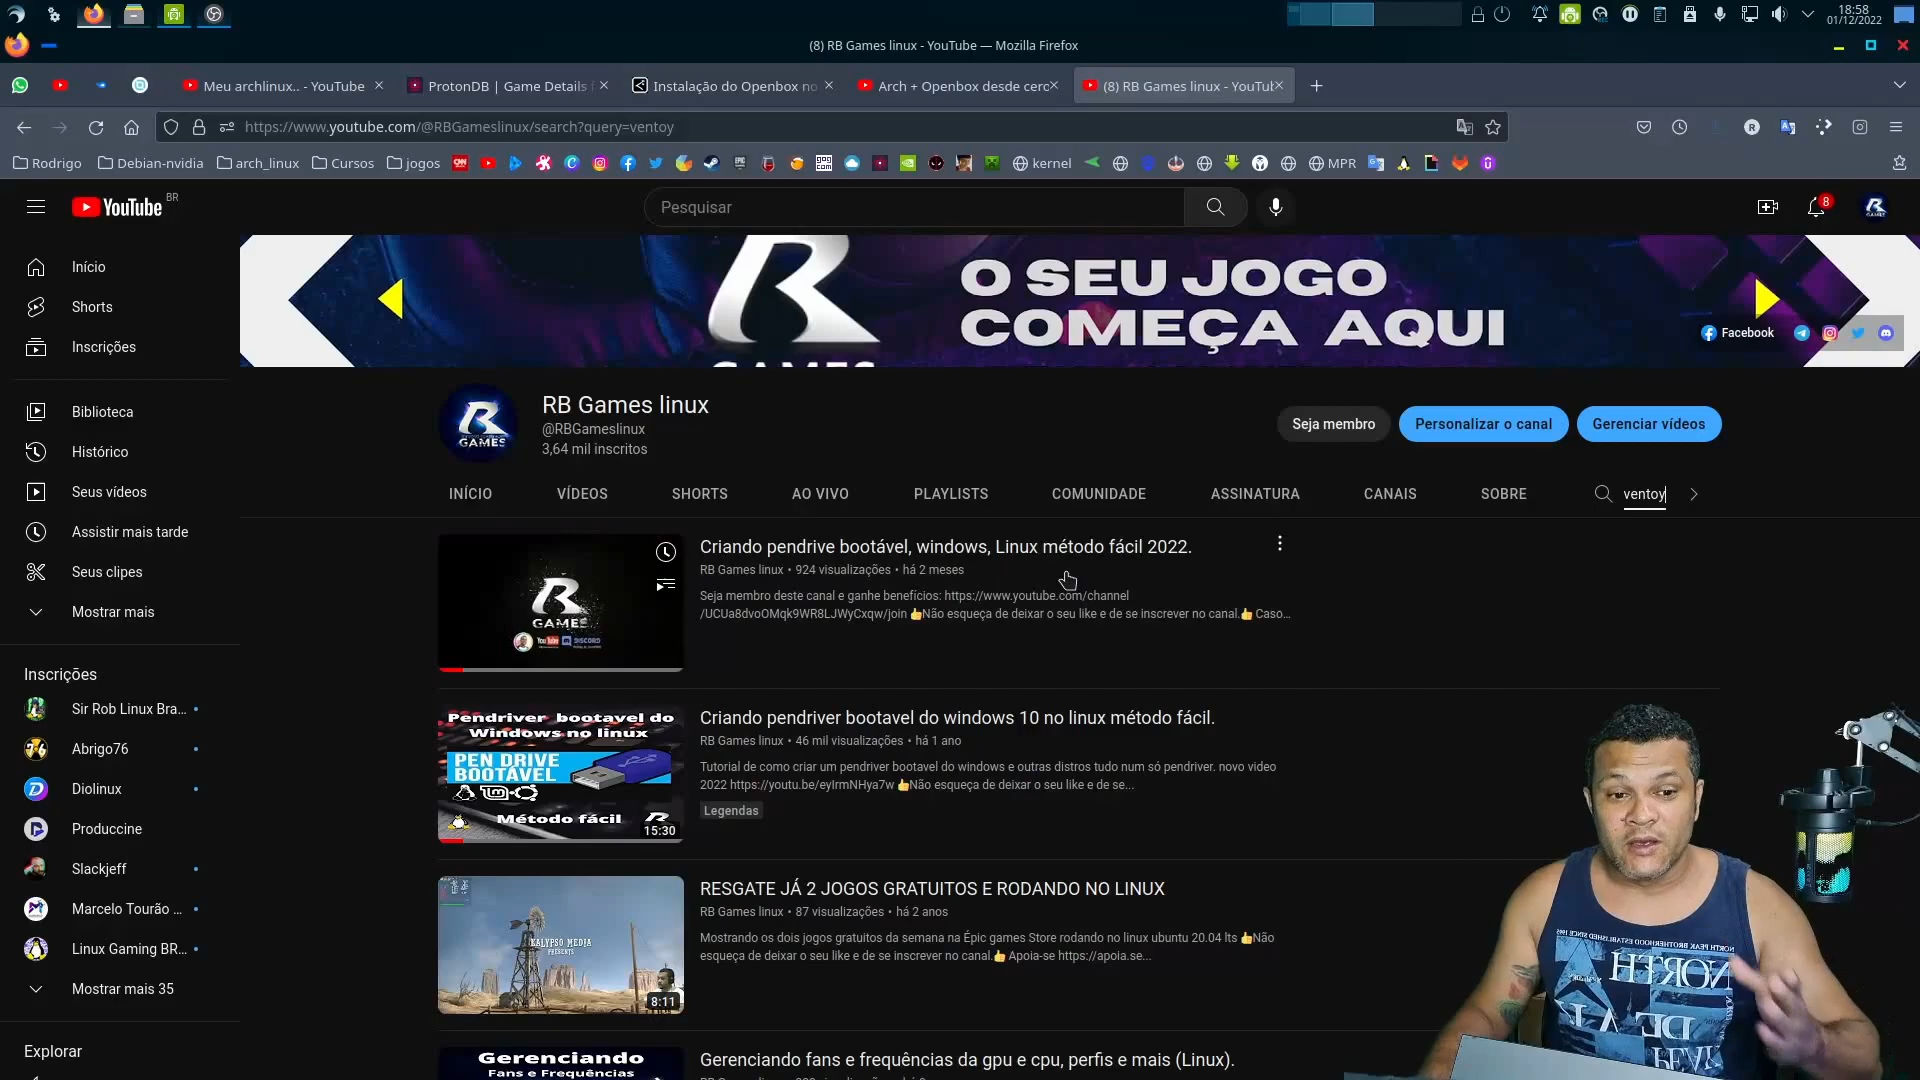 18:58
01/12/2022
(8) RB Games linux - YouTube — Mozilla Firefox
Meu archlinux.. - YouTube
ProtonDB | Game Details f
Instalação do Openbox no
Arch + Openbox desde cero
(8) RB Games linux - YouTub
https://www.youtube.com/@RBGameslinux/search?query=ventoy
Rodrigo
Debian-nvidia
arch_linux
Cursos
jogos
kernel
MPR
YouTube BR
Pesquisar
8
Início
Shorts
Inscrições
Biblioteca
Histórico
Seus vídeos
Assistir mais tarde
Seus clipes
Mostrar mais
Inscrições
Sir Rob Linux Bra...
Abrigo76
Diolinux
Produccine
Slackjeff
Marcelo Tourão ...
Linux Gaming BR...
Mostrar mais 35
Explorar
R
GAMES
O SEU JOGO
COMEÇA AQUI
Facebook
RB Games linux
@RBGameslinux
3,64 mil inscritos
Seja membro
Personalizar o canal
Gerenciar vídeos
INÍCIO
VÍDEOS
SHORTS
AO VIVO
PLAYLISTS
COMUNIDADE
ASSINATURA
CANAIS
SOBRE
ventoy
R
GAMES
YouTube
DISCORD
Criando pendrive bootável, windows, Linux método fácil 2022.
RB Games linux • 924 visualizações • há 2 meses
Seja membro deste canal e ganhe benefícios: https://www.youtube.com/channel
/UCUa8dvoOMqk9WR8LJWyCxqw/join 👍Não esqueça de deixar o seu like e de se inscrever no canal.👍 Caso...
Pendriver bootavel do
Windows no linux
PEN DRIVE
BOOTÁVEL
Método fácil
15:30
Criando pendriver bootavel do windows 10 no linux método fácil.
RB Games linux • 46 mil visualizações • há 1 ano
Tutorial de como criar um pendriver bootavel do windows e outras distros tudo num só pendriver. novo video
2022 https://youtu.be/eyIrmNHya7w 👍Não esqueça de deixar o seu like e de se...
Legendas
KALYPSO MEDIA
PRESENTS
8:11
RESGATE JÁ 2 JOGOS GRATUITOS E RODANDO NO LINUX
RB Games linux • 87 visualizações • há 2 anos
Mostrando os dois jogos gratuitos da semana na Épic games Store rodando no linux ubuntu 20.04 lts 👍Não
esqueça de deixar o seu like e de se inscrever no canal.👍 Apoia-se https://apoia.se...
Gerenciando
Fans e Frequências
Gerenciando fans e frequências da gpu e cpu, perfis e mais (Linux).
NORTH PEAK BROTHERHOOD ESTABLISHED SINCE 1995
NORTH